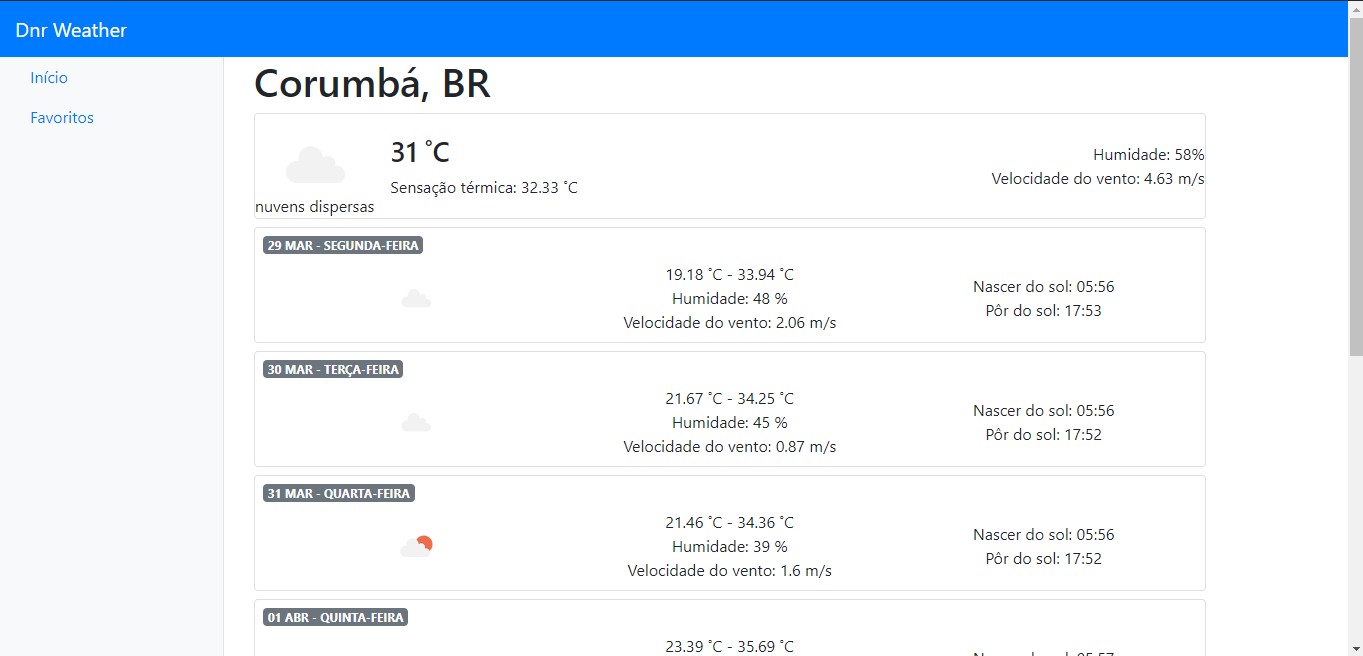 Dnr Weather
Início
Favoritos
Corumbá, BR
31 °C
Sensação térmica: 32.33 °C
nuvens dispersas
Humidade: 58%
Velocidade do vento: 4.63 m/s
29 MAR - SEGUNDA-FEIRA
19.18 °C - 33.94 °C
Humidade: 48 %
Velocidade do vento: 2.06 m/s
Nascer do sol: 05:56
Pôr do sol: 17:53
30 MAR - TERÇA-FEIRA
21.67 °C - 34.25 °C
Humidade: 45 %
Velocidade do vento: 0.87 m/s
Nascer do sol: 05:56
Pôr do sol: 17:52
31 MAR - QUARTA-FEIRA
21.46 °C - 34.36 °C
Humidade: 39 %
Velocidade do vento: 1.6 m/s
Nascer do sol: 05:56
Pôr do sol: 17:52
01 ABR - QUINTA-FEIRA
23.39 °C - 35.69 °C